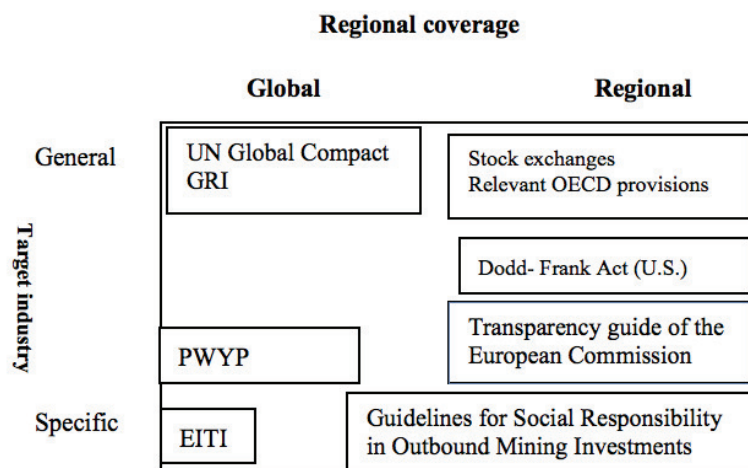 Regional coverage
Global
Regional
General
UN Global Compact
GRI
Stock exchanges
Relevant OECD provisions
Target industry
Dodd- Frank Act (U.S.)
PWYP
Transparency guide of the
European Commission
Specific
EITI
Guidelines for Social Responsibility
in Outbound Mining Investments